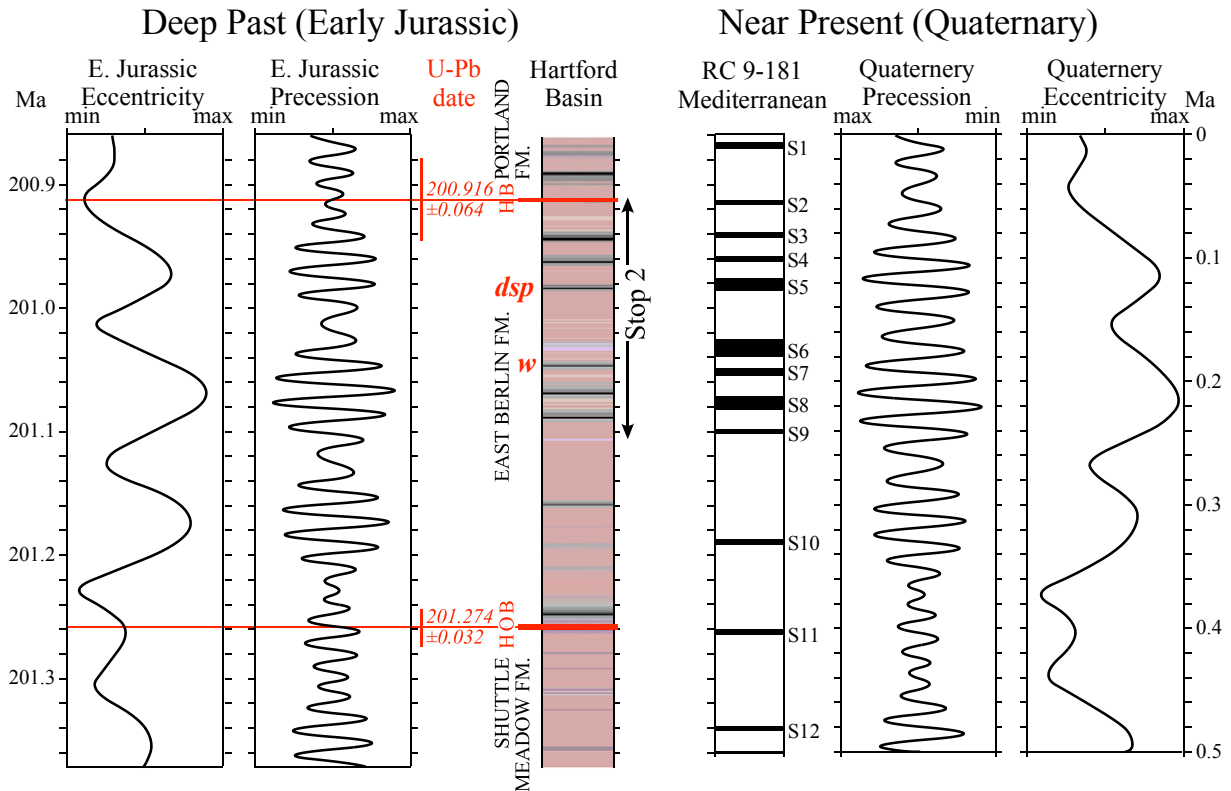 Deep Past (Early Jurassic)
Near Present (Quaternary)
E. Jurassic
Eccentricity
E. Jurassic
Precession
U-Pb
date
Hartford
Basin
RC 9-181
Mediterranean
Quaternery
Precession
Quaternary
Eccentricity
Ma
min max
min max
max min
min max
Ma
200.9
201.0
201.1
201.2
201.3
200.916
±0.064
201.274
±0.032
HB
HOB
PORTLAND
FM.
EAST BERLIN FM.
SHUTTLE
MEADOW FM.
dsp
w
Stop 2
S1
S2
S3
S4
S5
S6
S7
S8
S9
S10
S11
S12
0
0.1
0.2
0.3
0.4
0.5